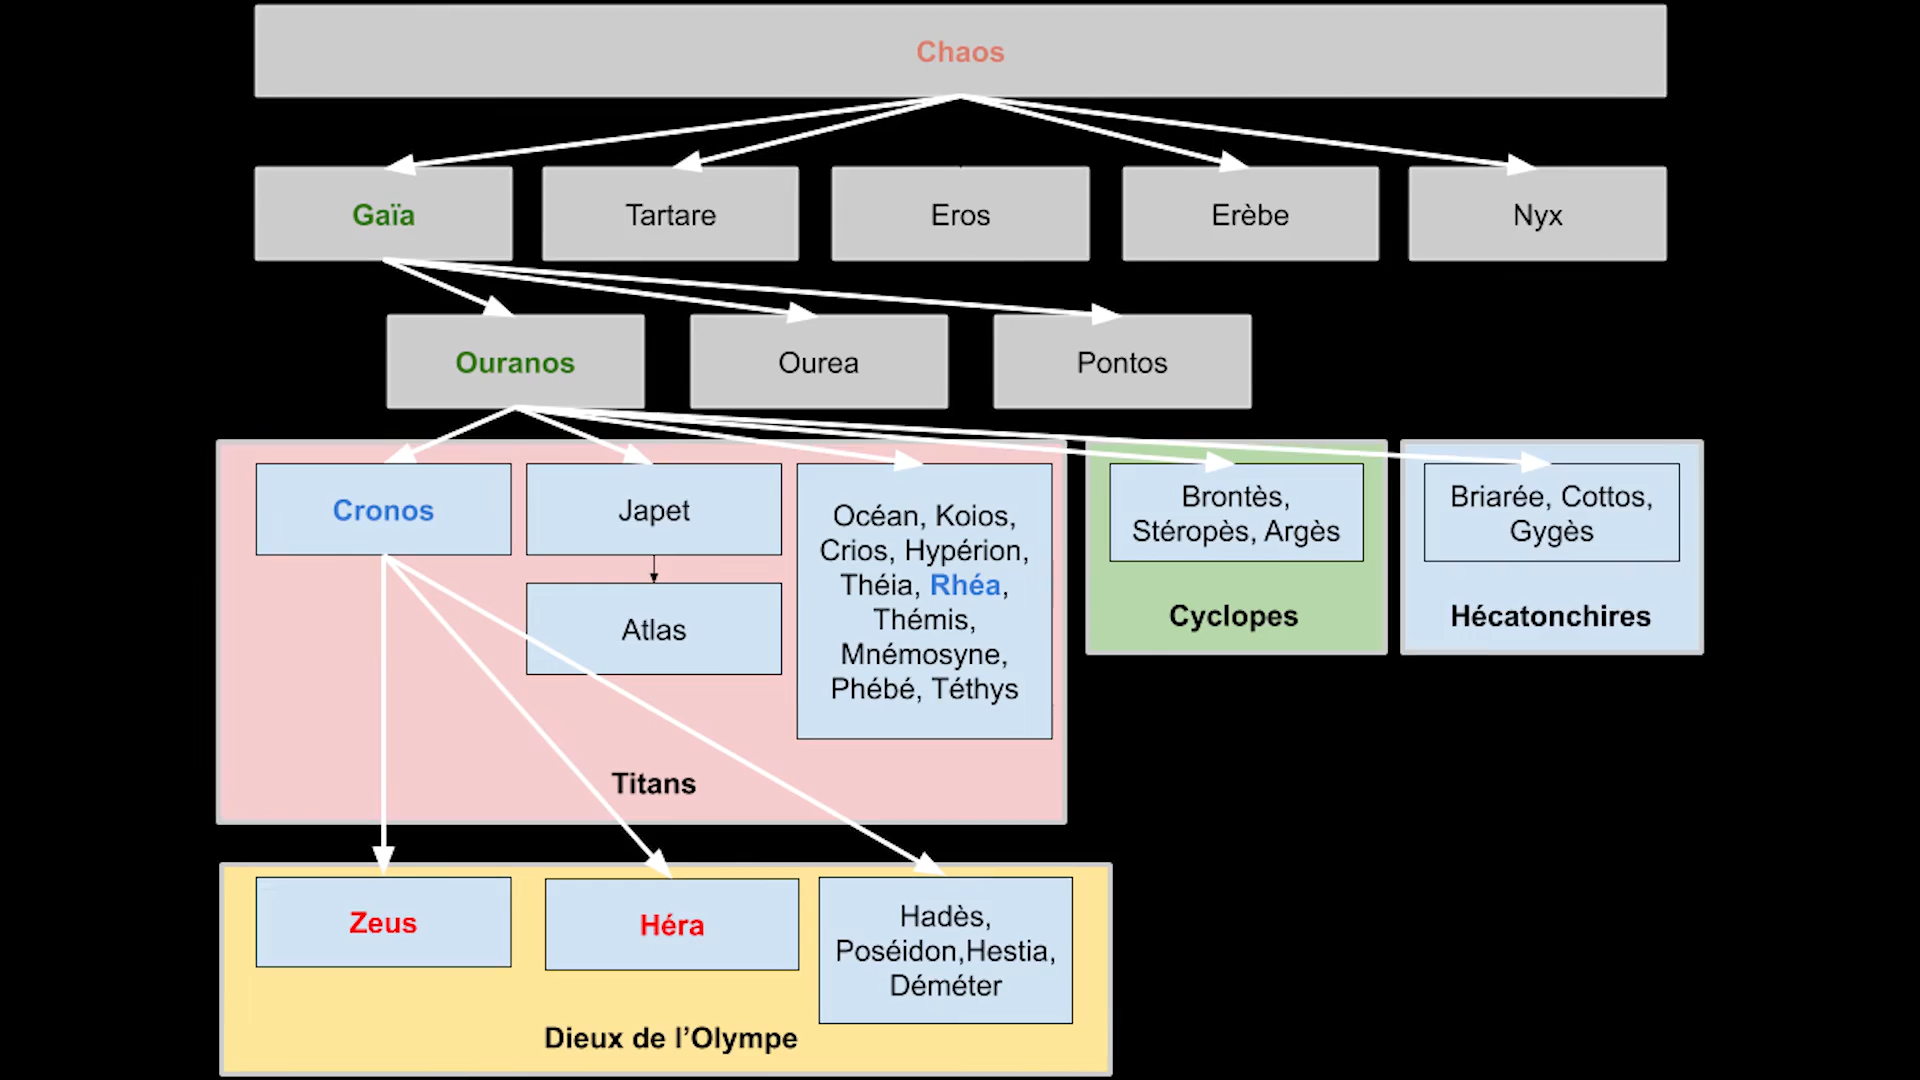 Chaos
Gaïa
Tartare
Eros
Erèbe
Nyx
Ouranos
Ourea
Pontos
Cronos
Japet
Atlas
Océan, Koios,
Crios, Hypérion,
Théia, Rhéa,
Thémis,
Mnémosyne,
Phébé, Téthys
Titans
Brontès,
Stéropès, Argès
Cyclopes
Briarée, Cottos,
Gygès
Hécatonchires
Zeus
Héra
Hadès,
Poséidon,Hestia,
Déméter
Dieux de l’Olympe